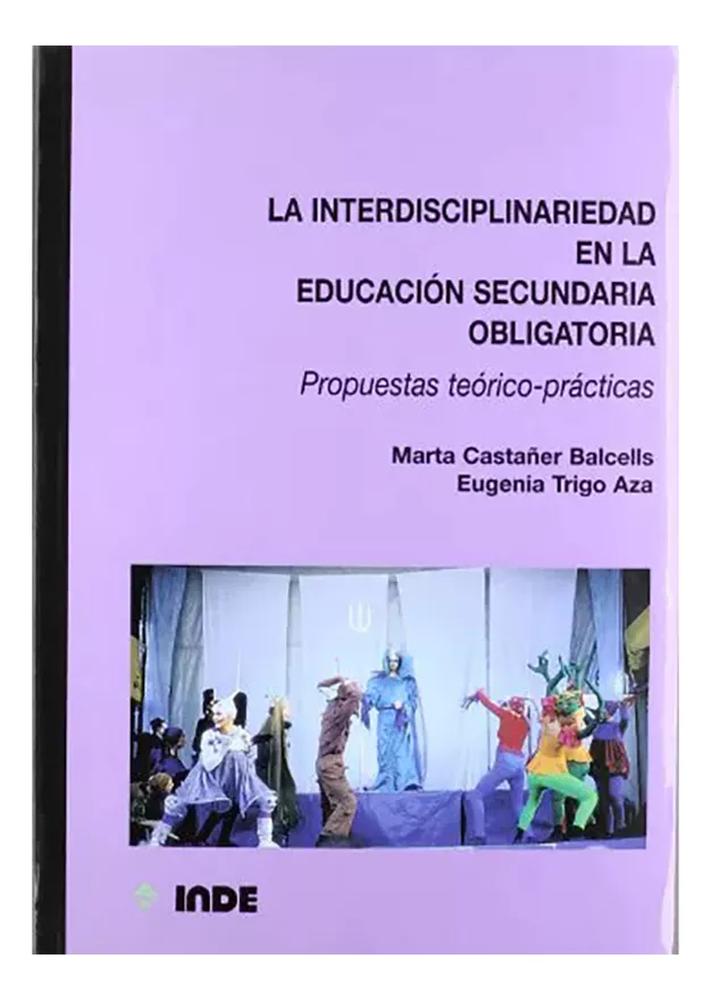 LA INTERDISCIPLINARIEDAD
EN LA
EDUCACIÓN SECUNDARIA
OBLIGATORIA
Propuestas teórico-prácticas
Marta Castañer Balcells
Eugenia Trigo Aza
INDE